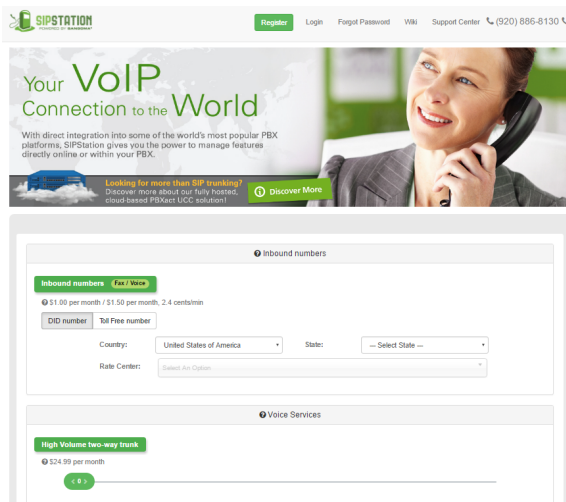 SIPSTATION
POWERED BY SANGOMA
Register Login Forgot Password Wiki Support Center (920) 886-8130
Your VoIP
Connection to the World
With direct integration into some of the world's most popular PBX
platforms, SIPStation gives you the power to manage features
directly online or within your PBX.
Looking for more than SIP trunking?
Discover more about our fully hosted,
cloud-based PBXact UCC solution!
Discover More
Inbound numbers
Inbound numbers Fax / Voice
$1.00 per month / $1.50 per month, 2.4 cents/min
DID number Toll Free number
Country: United States of America State: --- Select State ---
Rate Center: Select An Option
Voice Services
High Volume two-way trunk
$24.99 per month
< 0 >